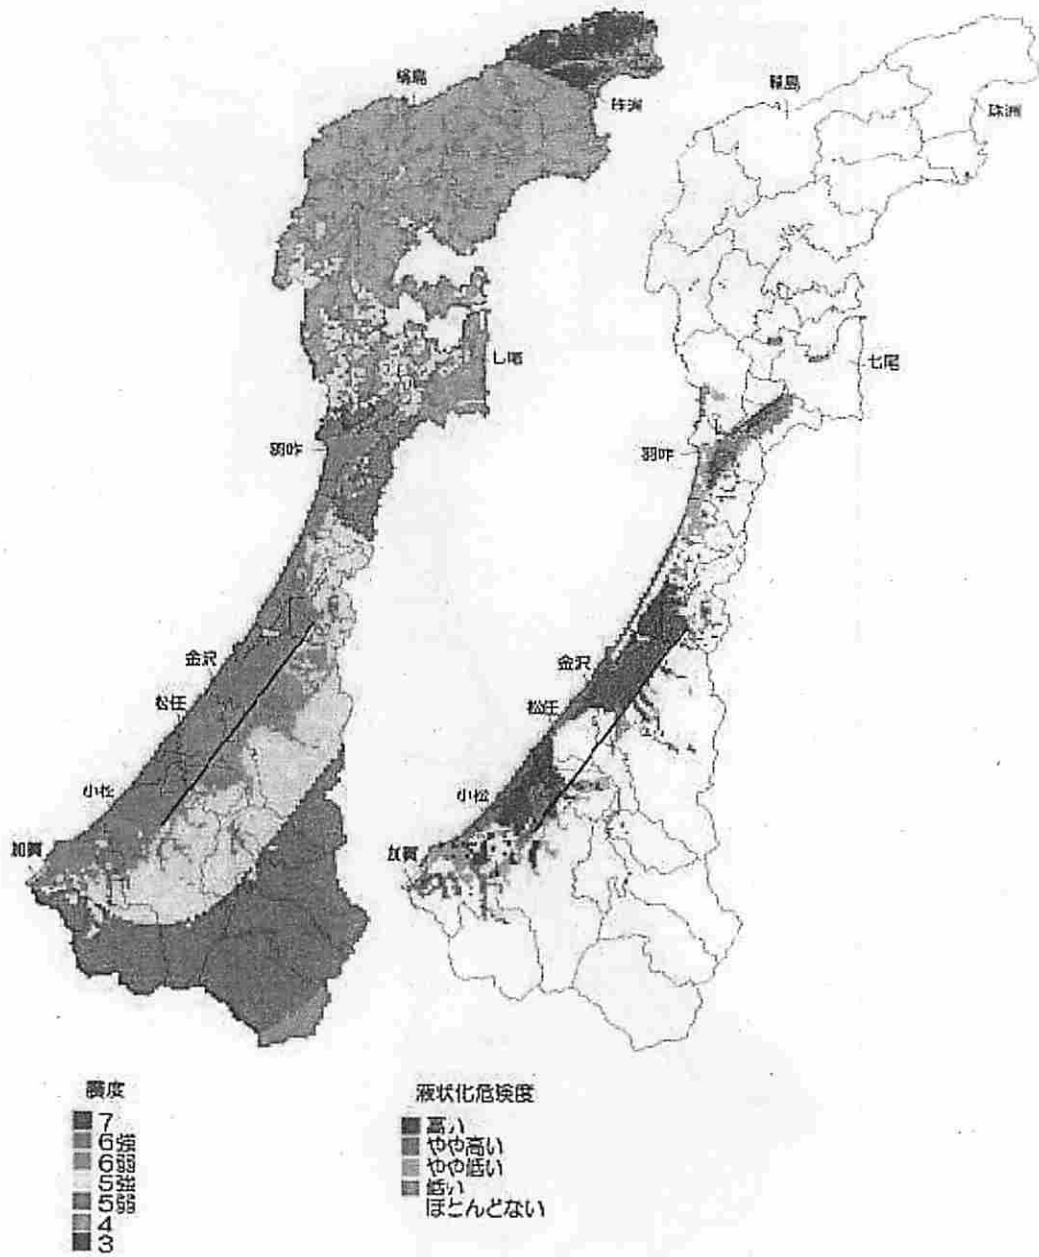 輪島
珠洲
七尾
羽咋
金沢
松任
小松
加賀
輪島
珠洲
七尾
羽咋
金沢
松任
小松
加賀
震度
7
6強
6弱
5強
5弱
4
3
液状化危険度
高い
やや高い
やや低い
低い
ほとんどない